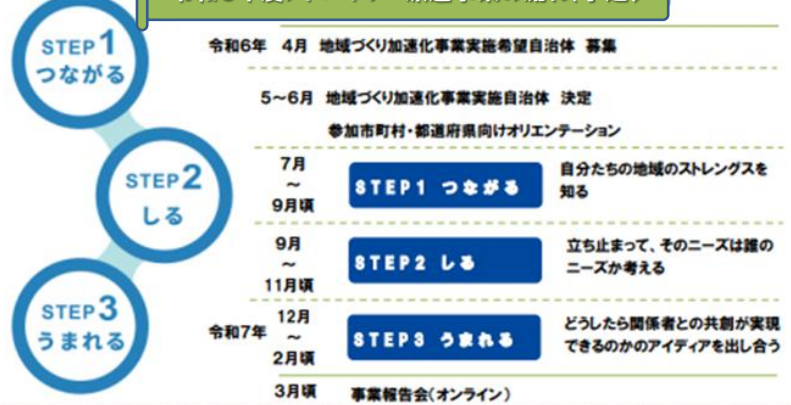 STEP1
つながる
STEP2
しる
STEP3
うまれる
令和6年 4月 地域づくり加速化事業実施希望自治体 募集
5～6月 地域づくり加速化事業実施自治体 決定
参加市町村・都道府県向けオリエンテーション
7月
～
9月頃
STEP1 つながる
自分たちの地域のストレングスを
知る
9月
～
11月頃
STEP2 しる
立ち止まって、そのニーズは誰の
ニーズか考える
令和7年
12月
～
2月頃
STEP3 うまれる
どうしたら関係者との共創が実現
できるのかのアイディアを出し合う
3月頃 事業報告会(オンライン)